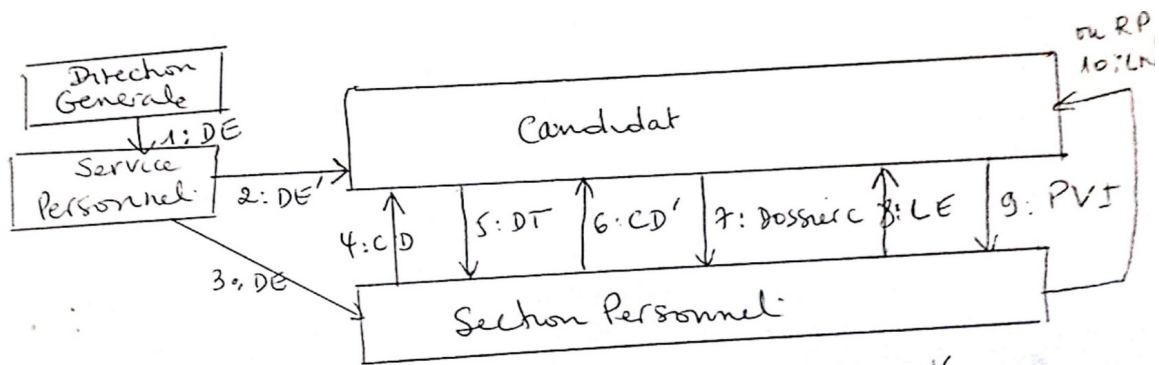 Direction
Generale
1: DE
Service
Personnel
2: DE'
3: DE
Candidat
4: CD
5: DT
6: CD'
7: Dossier C
8: LE
9: PVI
ou RP
10: LN
Section Personnel